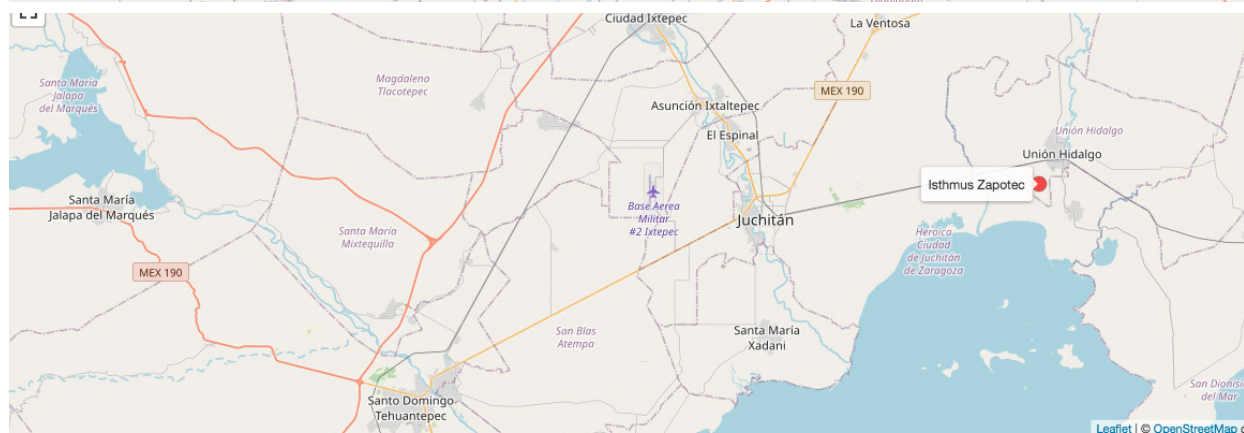 Ciudad Ixtepec
La Ventosa
Santa María
Jalapa
del Marqués
Magdalena
Tlacotepec
MEX 190
Asunción Ixtaltepec
El Espinal
Unión Hidalgo
Unión Hidalgo
Isthmus Zapotec
Santa María
Jalapa del Marqués
Base Aerea
Militar
#2 Ixtepec
Juchitán
Santa María
Mixtequilla
Heroica
Ciudad
de Juchitán
de Zaragoza
MEX 190
San Blas
Atempa
Santa María
Xadani
San Dionisio
del Mar
Santo Domingo
Tehuantepec
Leaflet | © OpenStreetMap